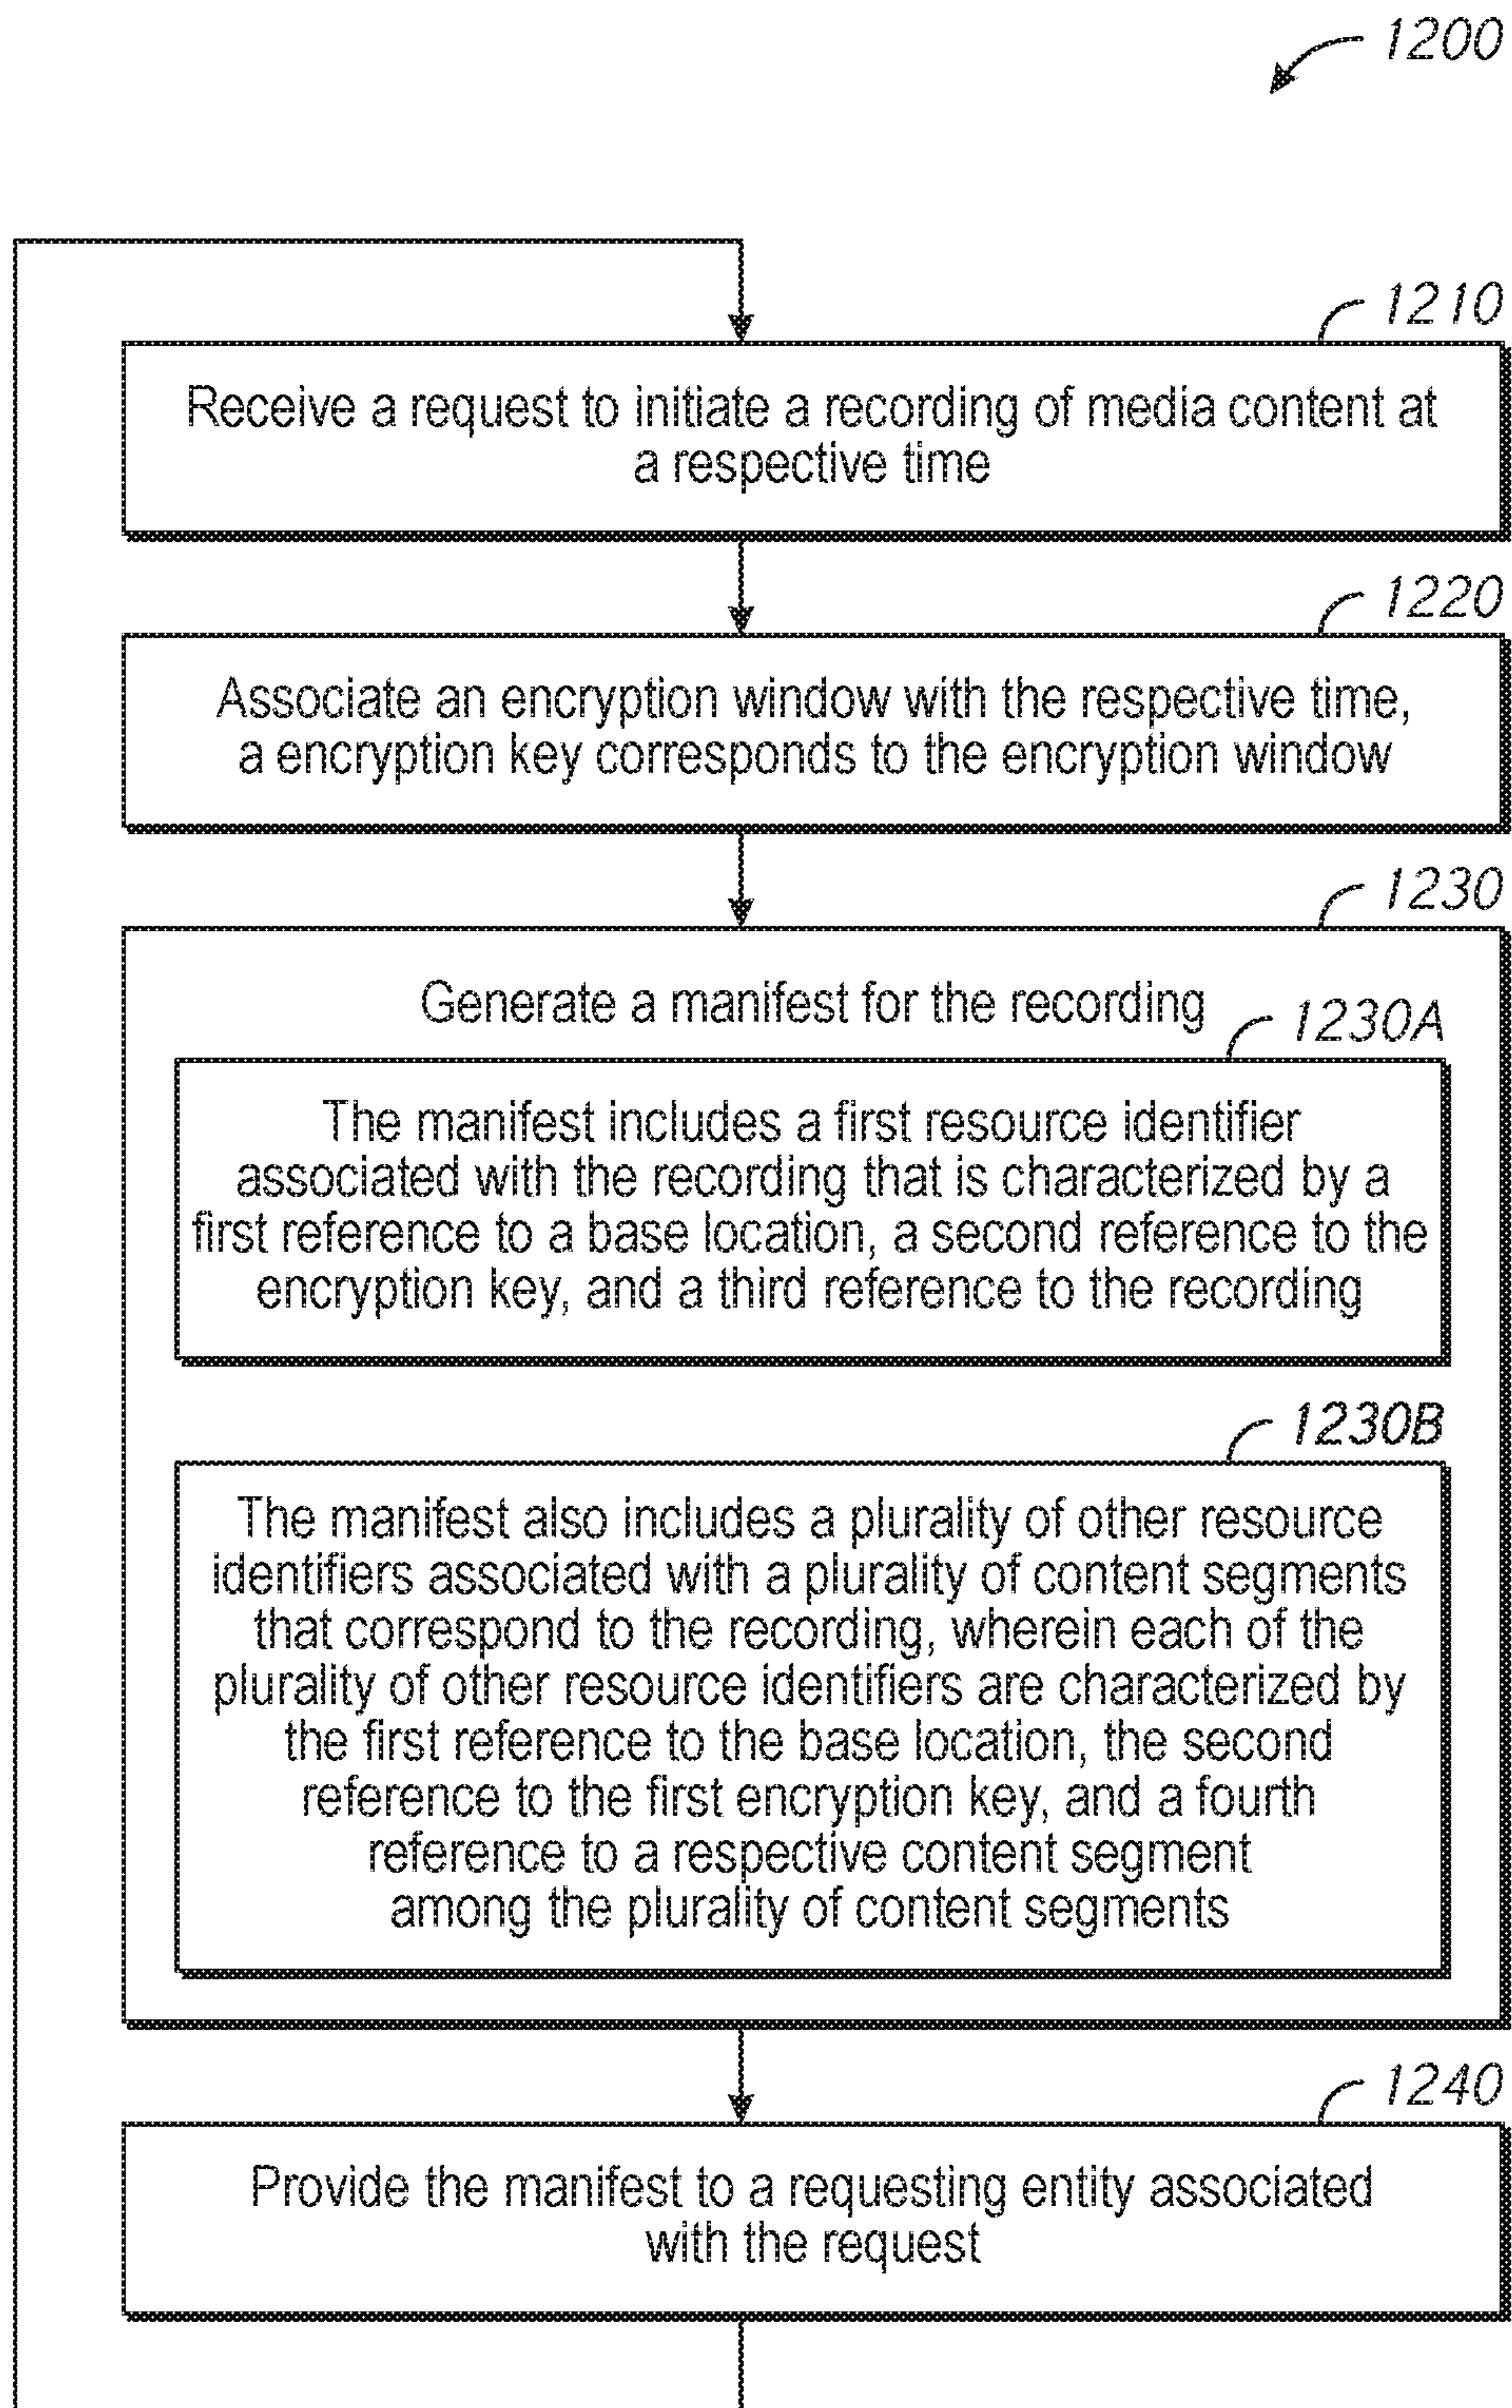 1200
1210
Receive a request to initiate a recording of media content at
a respective time
1220
Associate an encryption window with the respective time,
a encryption key corresponds to the encryption window
1230
Generate a manifest for the recording
1230A
The manifest includes a first resource identifier
associated with the recording that is characterized by a
first reference to a base location, a second reference to the
encryption key, and a third reference to the recording
1230B
The manifest also includes a plurality of other resource
identifiers associated with a plurality of content segments
that correspond to the recording, wherein each of the
plurality of other resource identifiers are characterized by
the first reference to the base location, the second
reference to the first encryption key, and a fourth
reference to a respective content segment
among the plurality of content segments
1240
Provide the manifest to a requesting entity associated
with the request